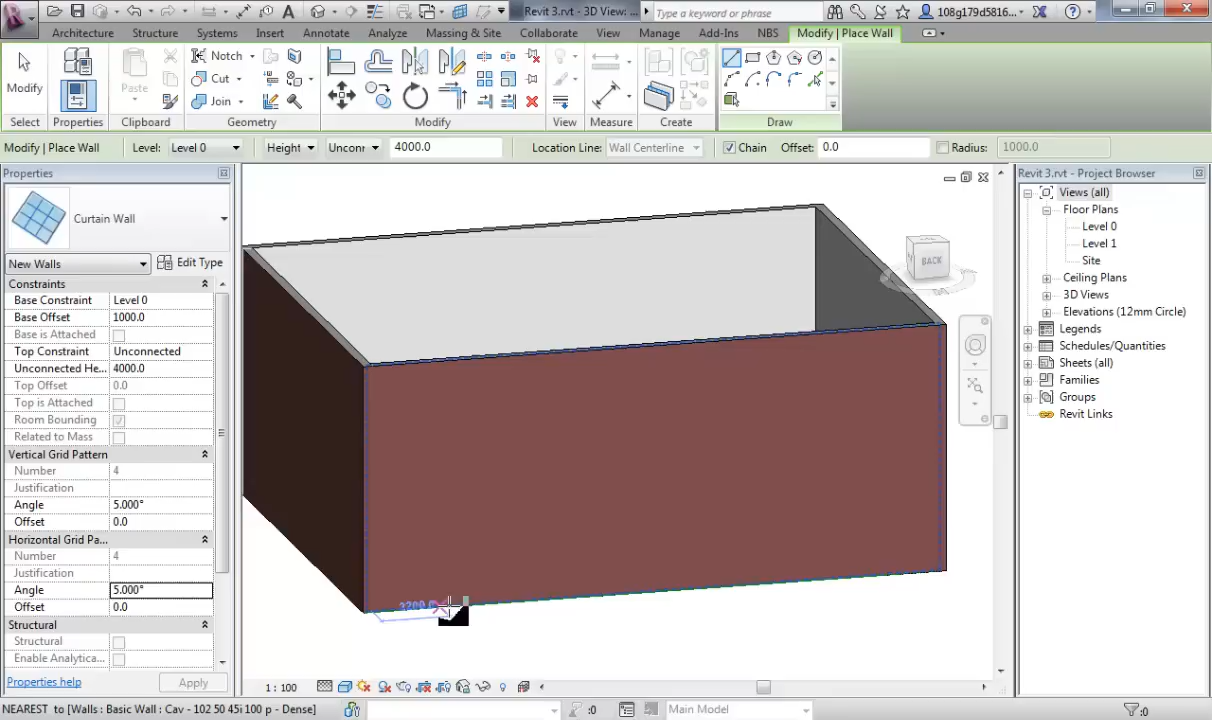 Revit 3.rvt - 3D View: ...
Type a keyword or phrase
108g179d5816...
Architecture
Structure
Systems
Insert
Annotate
Analyze
Massing & Site
Collaborate
View
Manage
Add-Ins
NBS
Modify | Place Wall
Modify
Paste
Notch
Cut
Join
Select
Properties
Clipboard
Geometry
Modify
View
Measure
Create
Draw
Modify | Place Wall
Level:
Level 0
Height
Unconr
4000.0
Location Line:
Wall Centerline
Chain
Offset:
0.0
Radius:
1000.0
Properties
Curtain Wall
New Walls
Edit Type
Constraints
Base Constraint
Level 0
Base Offset
1000.0
Base is Attached
Top Constraint
Unconnected
Unconnected He...
4000.0
Top Offset
0.0
Top is Attached
Room Bounding
Related to Mass
Vertical Grid Pattern
Number
4
Justification
Angle
5.000°
Offset
0.0
Horizontal Grid Pa...
Number
4
Justification
Angle
5.000°
Offset
0.0
Structural
Structural
Enable Analytica...
Properties help
Apply
BACK
1 : 100
Revit 3.rvt - Project Browser
Views (all)
Floor Plans
Level 0
Level 1
Site
Ceiling Plans
3D Views
Elevations (12mm Circle)
Legends
Schedules/Quantities
Sheets (all)
Families
Groups
Revit Links
NEAREST to [Walls : Basic Wall : Cav - 102 50 45i 100 p - Dense]
:0
Main Model
:0